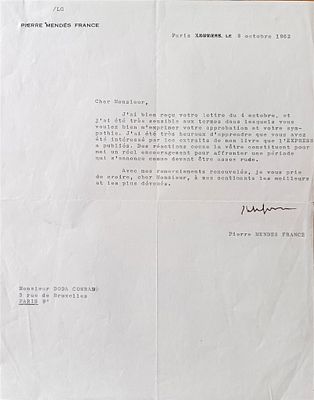 /LG
PIERRE MENDÈS FRANCE
Paris LE 8 octobre 1962
Cher Monsieur,
J'ai bien reçu votre lettre du 4 octobre, et
j'ai été très sensible aux termes dans lesquels vous
voulez bien m'exprimer votre approbation et votre sym-
pathie. J'ai été très heureux d'apprendre que vous avez
été intéressé par les extraits de mon livre que l'EXPRESS
a publiés. Des réactions comme la vôtre constituent pour
moi un réel encouragement pour affronter une période
qui s'annonce comme devant être assez rude.
Avec mes remerciements renouvelés, je vous prie
de croire, cher Monsieur, à mes sentiments les meilleurs
et les plus dévoués.
Pierre MENDES FRANCE
Monsieur DODA CONRAD
3 rue de Bruxelles
PARIS 9°